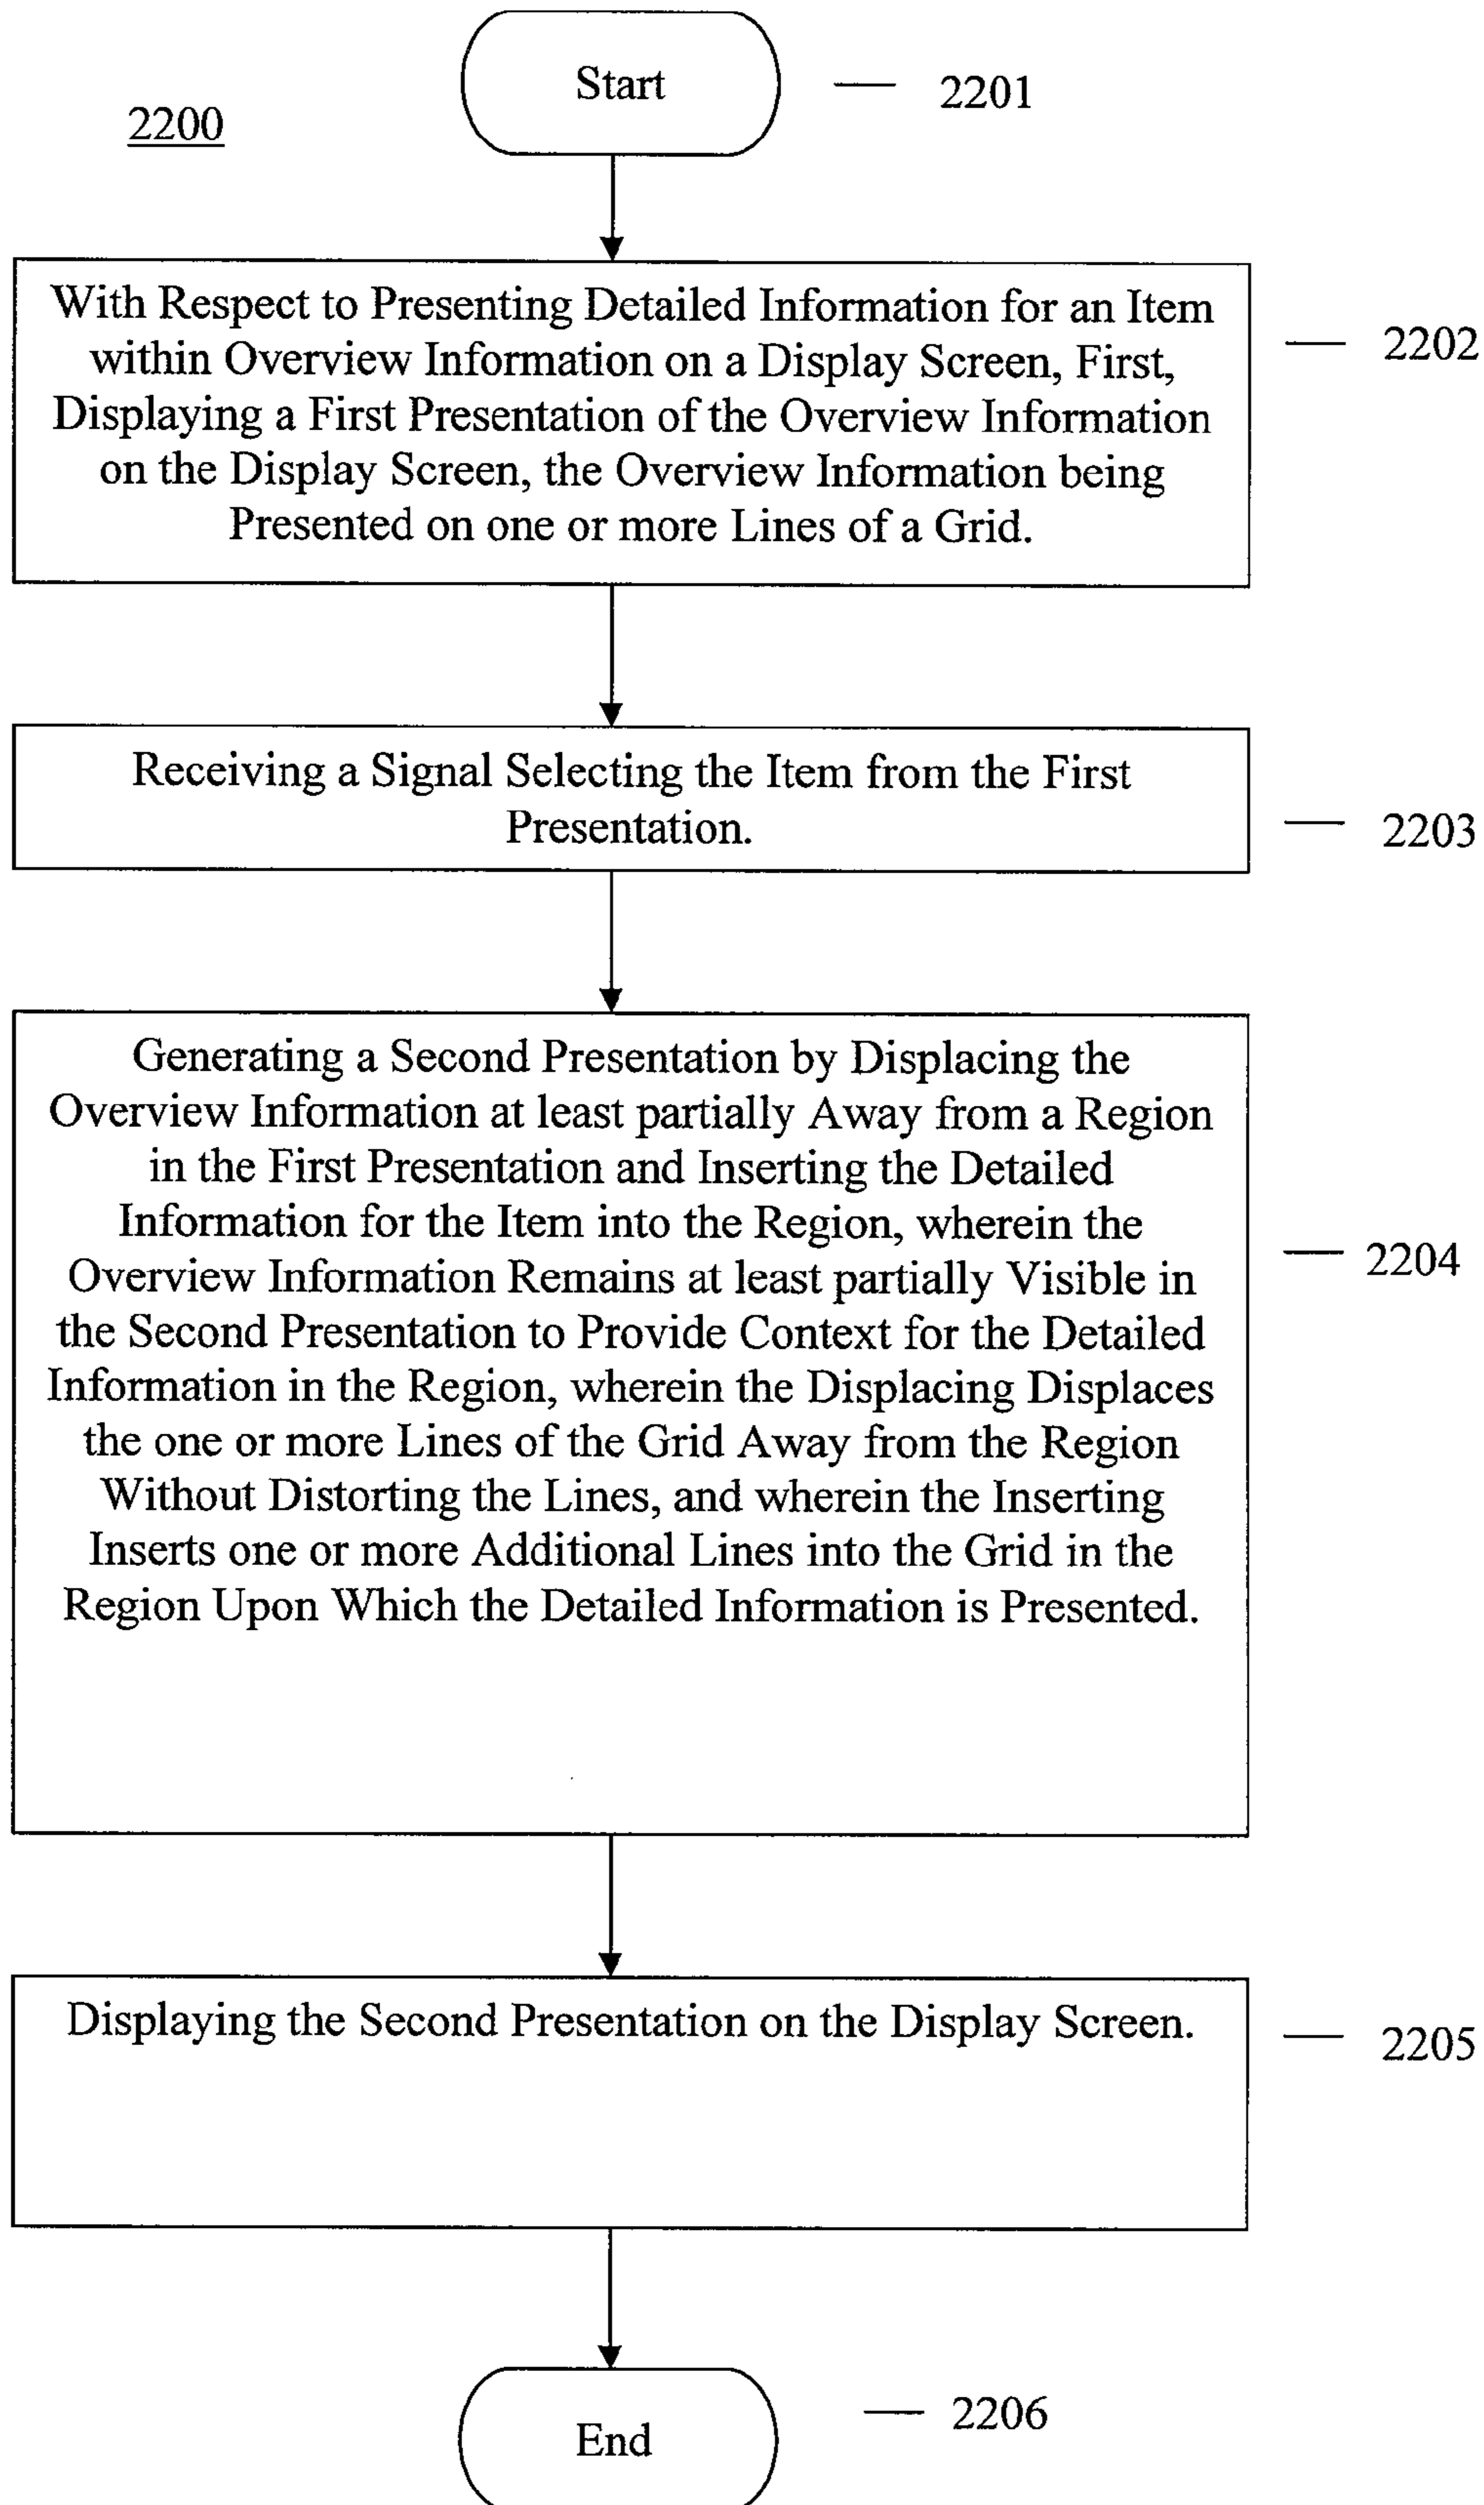 Start
2201
2200
With Respect to Presenting Detailed Information for an Item
within Overview Information on a Display Screen, First,
Displaying a First Presentation of the Overview Information
on the Display Screen, the Overview Information being
Presented on one or more Lines of a Grid.
2202
Receiving a Signal Selecting the Item from the First
Presentation.
2203
Generating a Second Presentation by Displacing the
Overview Information at least partially Away from a Region
in the First Presentation and Inserting the Detailed
Information for the Item into the Region, wherein the
Overview Information Remains at least partially Visible in
the Second Presentation to Provide Context for the Detailed
Information in the Region, wherein the Displacing Displaces
the one or more Lines of the Grid Away from the Region
Without Distorting the Lines, and wherein the Inserting
Inserts one or more Additional Lines into the Grid in the
Region Upon Which the Detailed Information is Presented.
2204
Displaying the Second Presentation on the Display Screen.
2205
End
2206